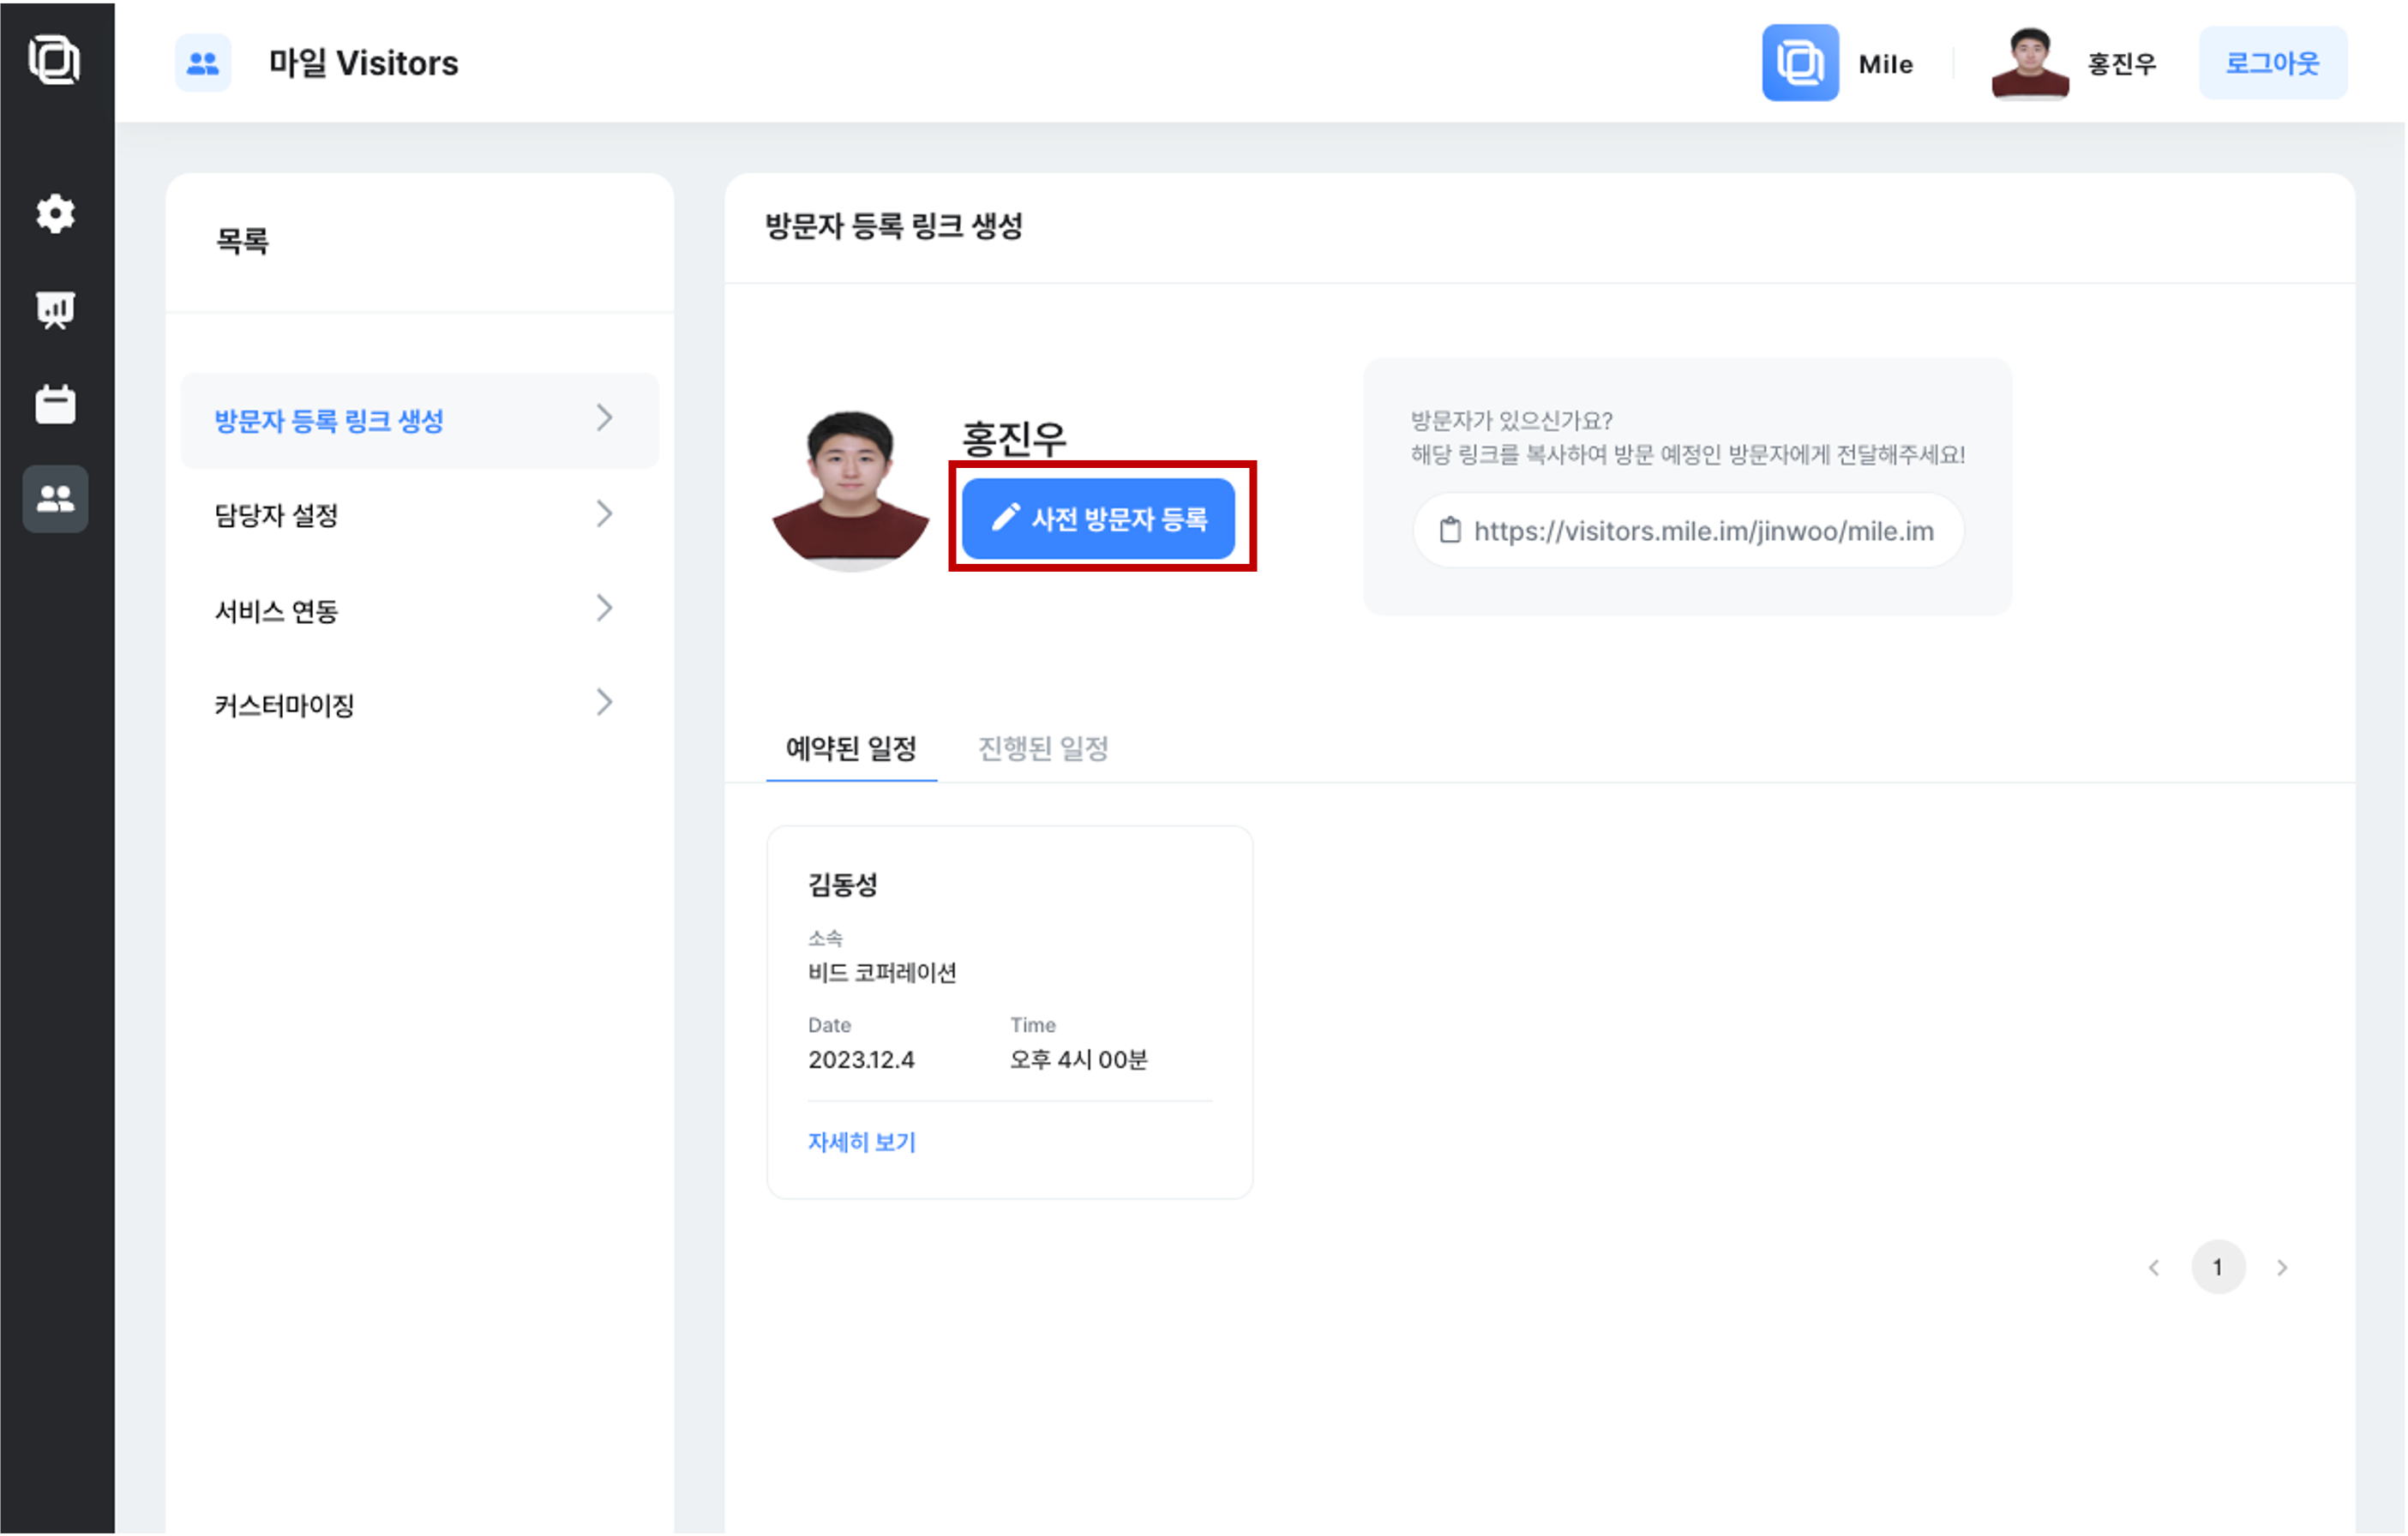 마일 Visitors
Mile
홍진우
로그아웃
목록
방문자 등록 링크 생성
담당자 설정
서비스 연동
커스터마이징
방문자 등록 링크 생성
홍진우
사전 방문자 등록
방문자가 있으신가요?
해당 링크를 복사하여 방문 예정인 방문자에게 전달해주세요!
https://visitors.mile.im/jinwoo/mile.im
예약된 일정
진행된 일정
김동성
소속
비드 코퍼레이션
Date
Time
2023.12.4
오후 4시 00분
자세히 보기
1